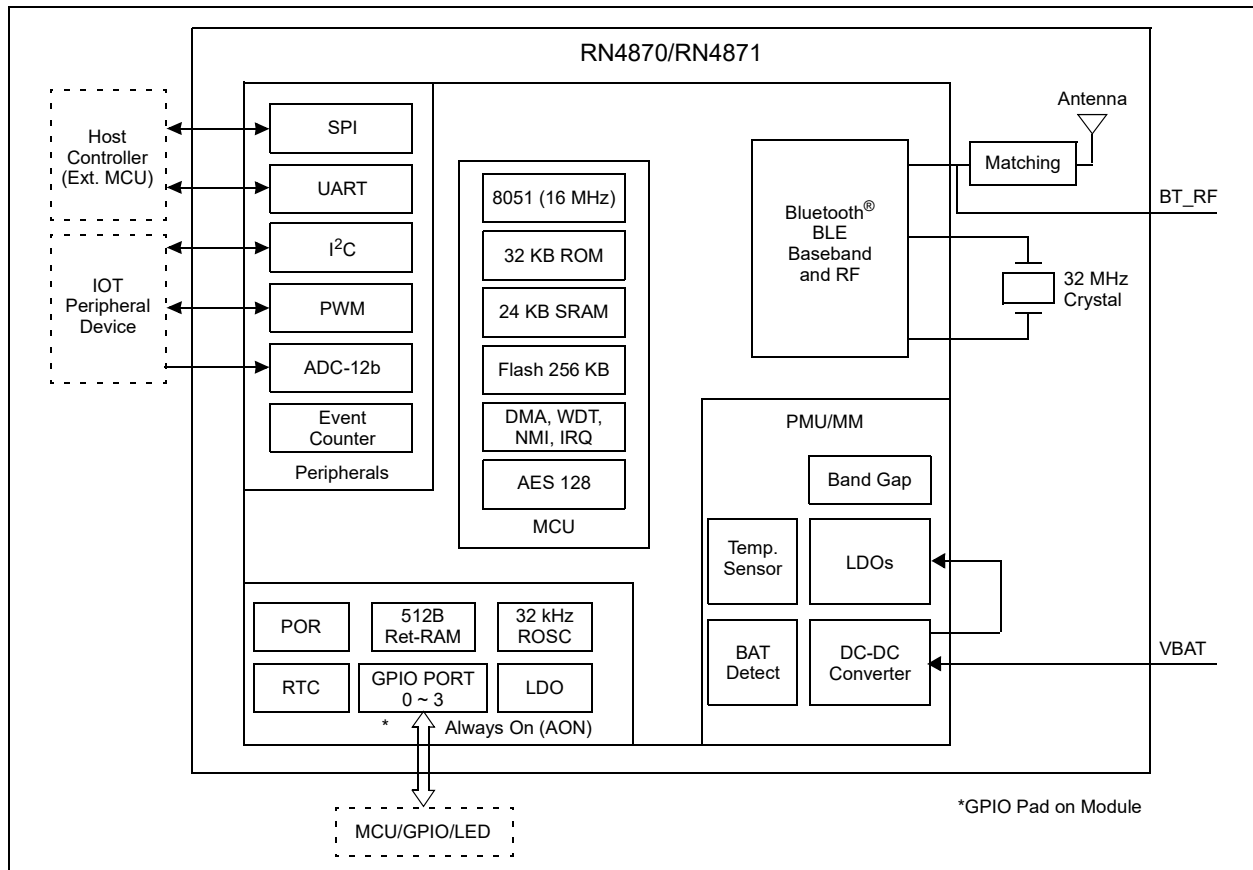 RN4870/RN4871
Host
Controller
(Ext. MCU)
IOT
Peripheral
Device
SPI
UART
I²C
PWM
ADC-12b
Event
Counter
Peripherals
8051 (16 MHz)
32 KB ROM
24 KB SRAM
Flash 256 KB
DMA, WDT,
NMI, IRQ
AES 128
MCU
Bluetooth®
BLE
Baseband
and RF
Antenna
Matching
BT_RF
32 MHz
Crystal
PMU/MM
Band Gap
Temp.
Sensor
LDOs
BAT
Detect
DC-DC
Converter
VBAT
POR
512B
Ret-RAM
32 kHz
ROSC
RTC
GPIO PORT
0 ~ 3
LDO
*
Always On (AON)
MCU/GPIO/LED
*GPIO Pad on Module